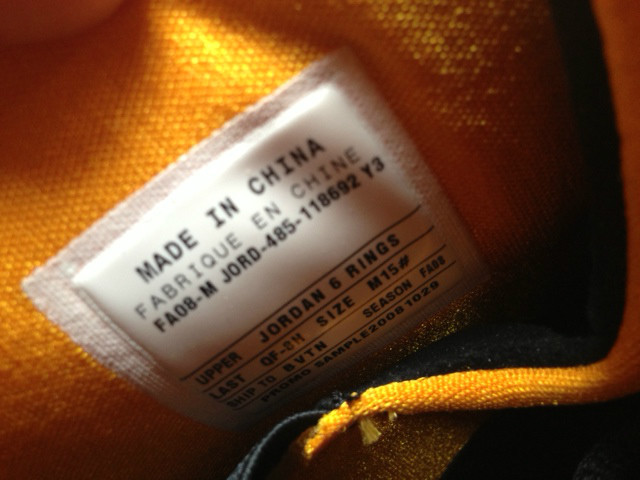 MADE IN CHINA
FABRIQUE EN CHINE
FA08-M JORD-485-118692 Y3
UPPER JORDAN 6 RINGS
LAST OF-8H SIZE M15#
SHIP TO BVTN SEASON FA08
PROMO SAMPLE20081029